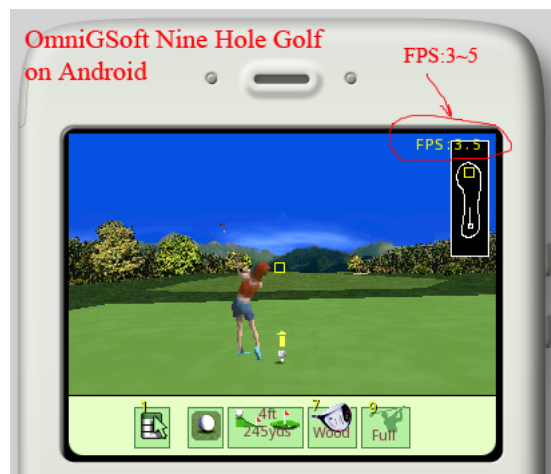 OmniGSoft Nine Hole Golf
on Android
FPS:3~5
FPS:3.5
1
4ft
245yds
7
Wood
9
Full